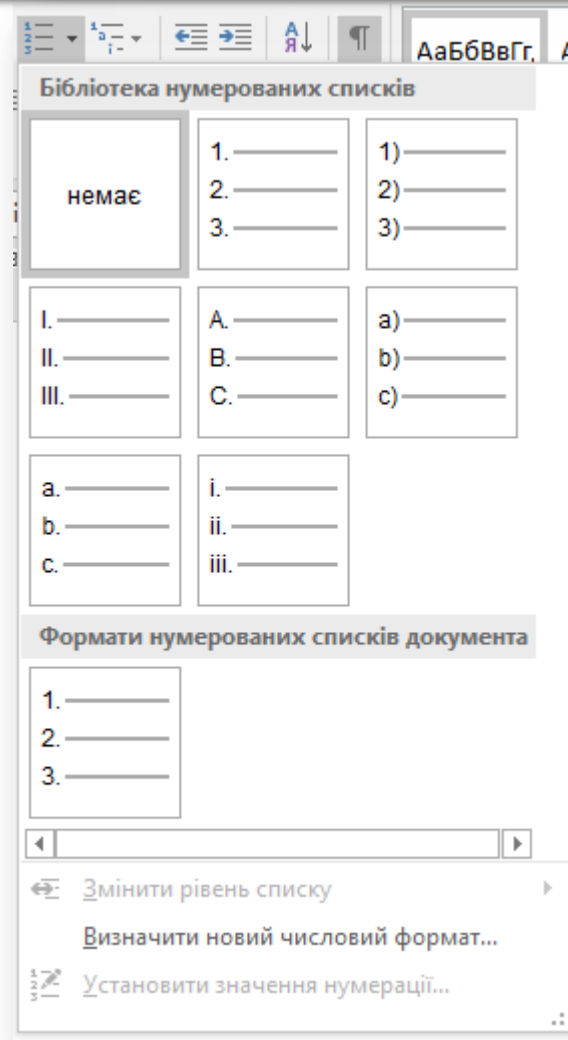 АаБбВвГг,
Бібліотека нумерованих списків
немає
1.
2.
3.
1)
2)
3)
I.
II.
III.
A.
B.
C.
a)
b)
c)
a.
b.
c.
i.
ii.
iii.
Формати нумерованих списків документа
1.
2.
3.
Змінити рівень списку
Визначити новий числовий формат...
Установити значення нумерації...